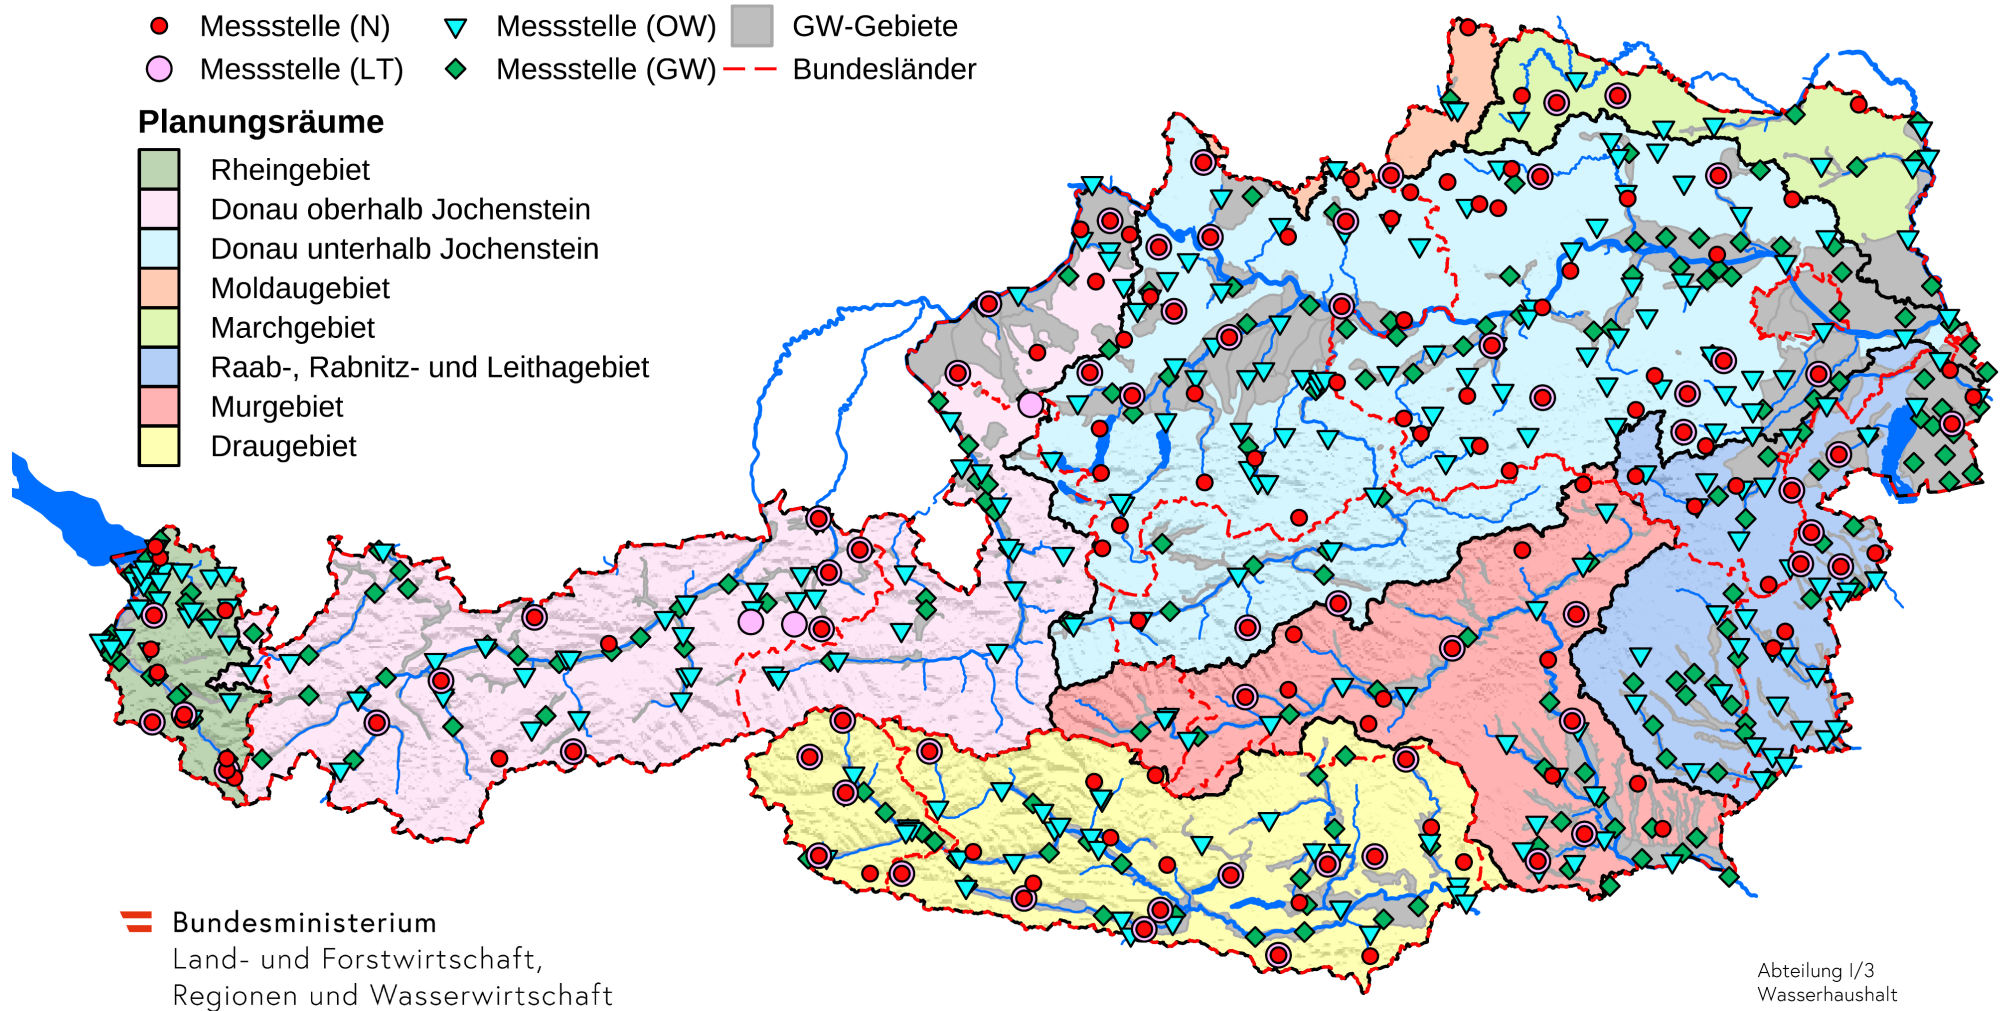 Messstelle (N)
Messstelle (OW)
GW-Gebiete
Messstelle (LT)
Messstelle (GW)
Bundesländer
Planungsräume
Rheingebiet
Donau oberhalb Jochenstein
Donau unterhalb Jochenstein
Moldaugebiet
Marchgebiet
Raab-, Rabnitz- und Leithagebiet
Murgebiet
Draugebiet
Bundesministerium
Land- und Forstwirtschaft,
Regionen und Wasserwirtschaft
Abteilung I/3
Wasserhaushalt